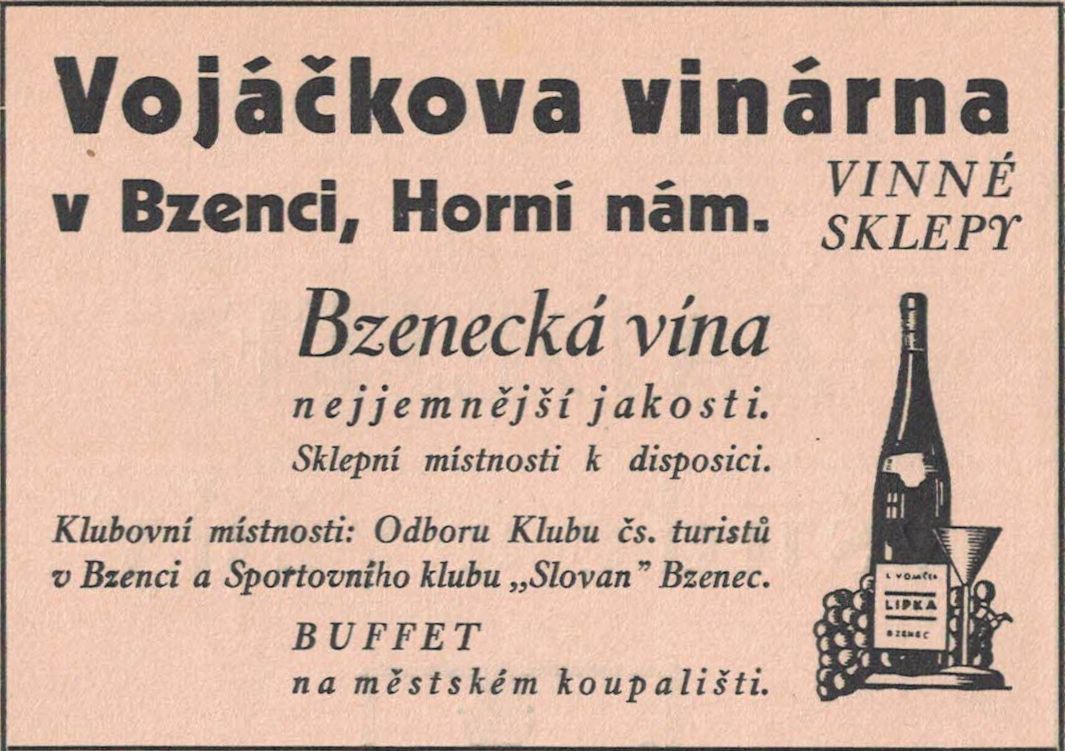 Vojáčkova vinárna
v Bzenci, Horní nám.
VINNÉ
SKLEPY
Bzenecká vína
nejjemnější jakosti.
Sklepní místnosti k disposici.
Klubovní místnosti: Odboru Klubu čs. turistů
v Bzenci a Sportovního klubu „Slovan” Bzenec.
BUFFET
na městském koupališti.
LIPKA
BZENEC